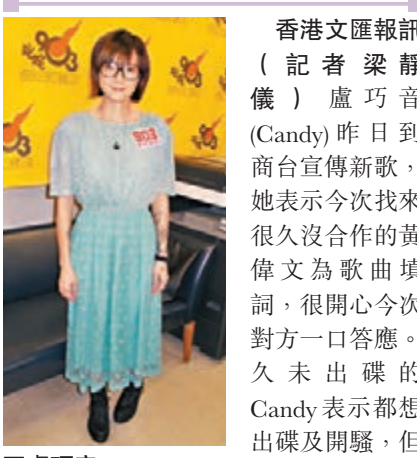 903
903
香港文匯報訊
（記者梁靜
儀）盧巧音
(Candy)昨日到
商台宣傳新歌，
她表示今次找來
很久沒合作的黃
偉文為歌曲填
詞，很開心今次
對方一口答應。
久未出碟的
Candy表示都想
出碟及開騷，但